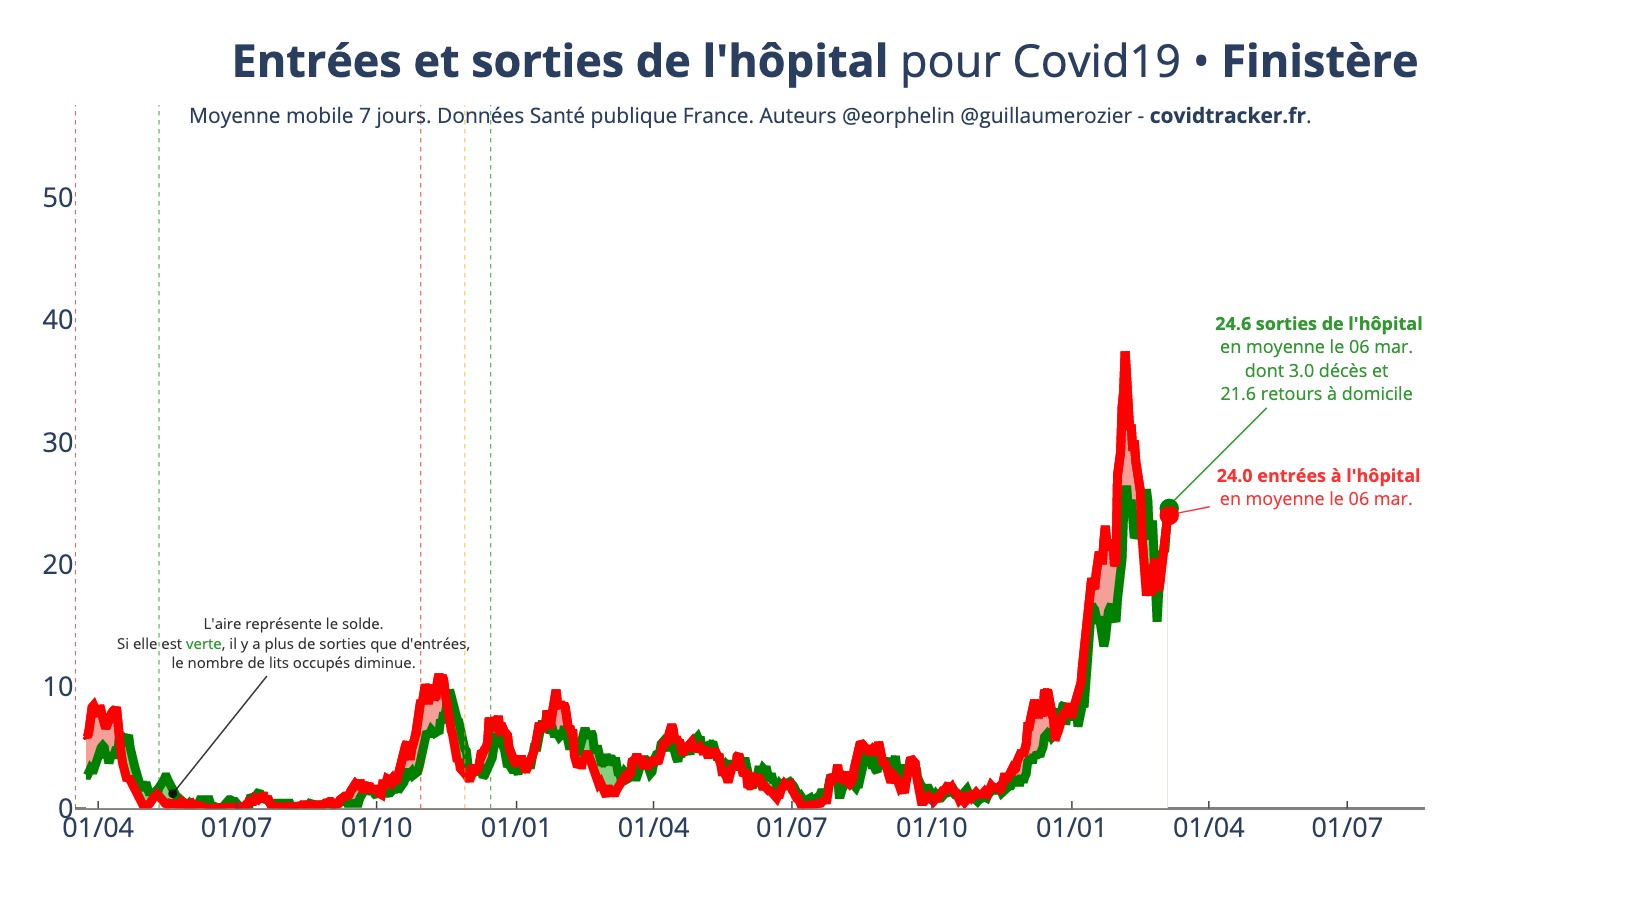 Entrées et sorties de l'hôpital pour Covid19 • Finistère
Moyenne mobile 7 jours. Données Santé publique France. Auteurs @eorphelin @guillaumerozier - covidtracker.fr.
50
40
30
20
10
0
24.6 sorties de l'hôpital
en moyenne le 06 mar.
dont 3.0 décès et
21.6 retours à domicile
24.0 entrées à l'hôpital
en moyenne le 06 mar.
L'aire représente le solde.
Si elle est verte, il y a plus de sorties que d'entrées,
le nombre de lits occupés diminue.
01/04 01/07 01/10 01/01 01/04 01/07 01/10 01/01 01/04 01/07